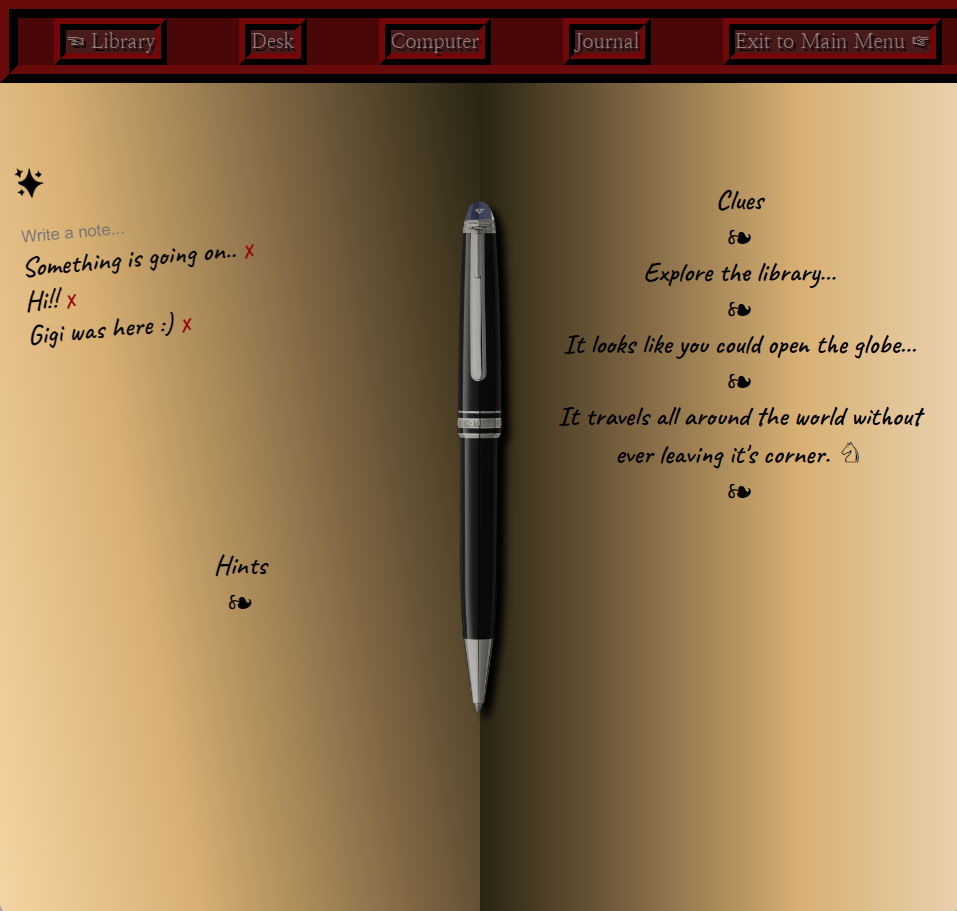 ☜ Library
Desk
Computer
Journal
Exit to Main Menu ☞
Write a note...
Something is going on.. x
Hi!! x
Gigi was here :) x
Hints
Clues
Explore the library...
It looks like you could open the globe...
It travels all around the world without
ever leaving it's corner. ♘